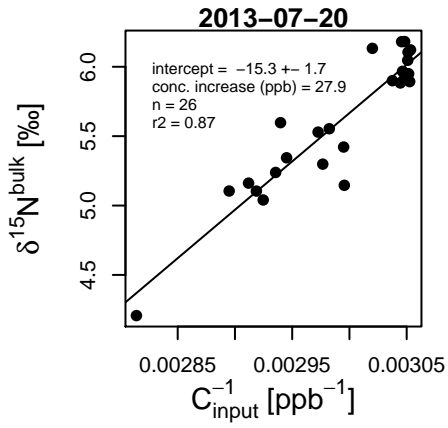 2013−07−20
intercept = −15.3 +− 1.7
conc. increase (ppb) = 27.9
n = 26
r2 = 0.87
δ¹⁵Nᵇᵘˡᵏ [‰]
6.0
5.5
5.0
4.5
0.00285 0.00295 0.00305
C⁻¹input [ppb⁻¹]